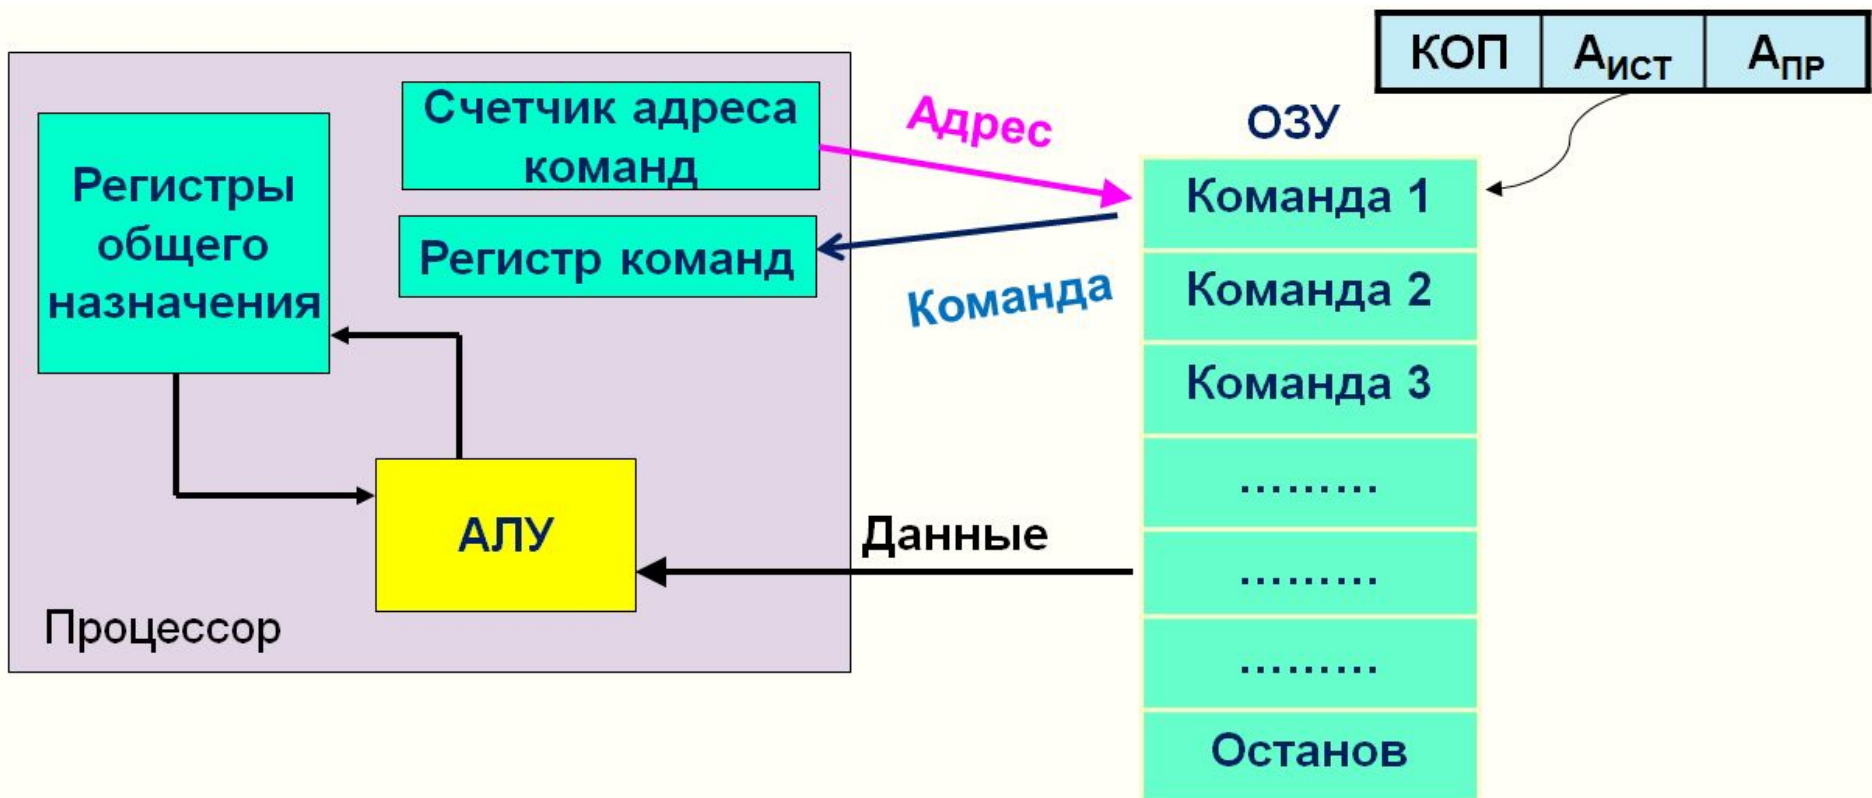 КОП АИСТ АПР
ОЗУ
Счетчик адреса
команд
Адрес
Регистры
общего
назначения
Регистр команд
Команда
Команда 1
Команда 2
Команда 3
.........
.........
.........
Останов
АЛУ
Данные
Процессор